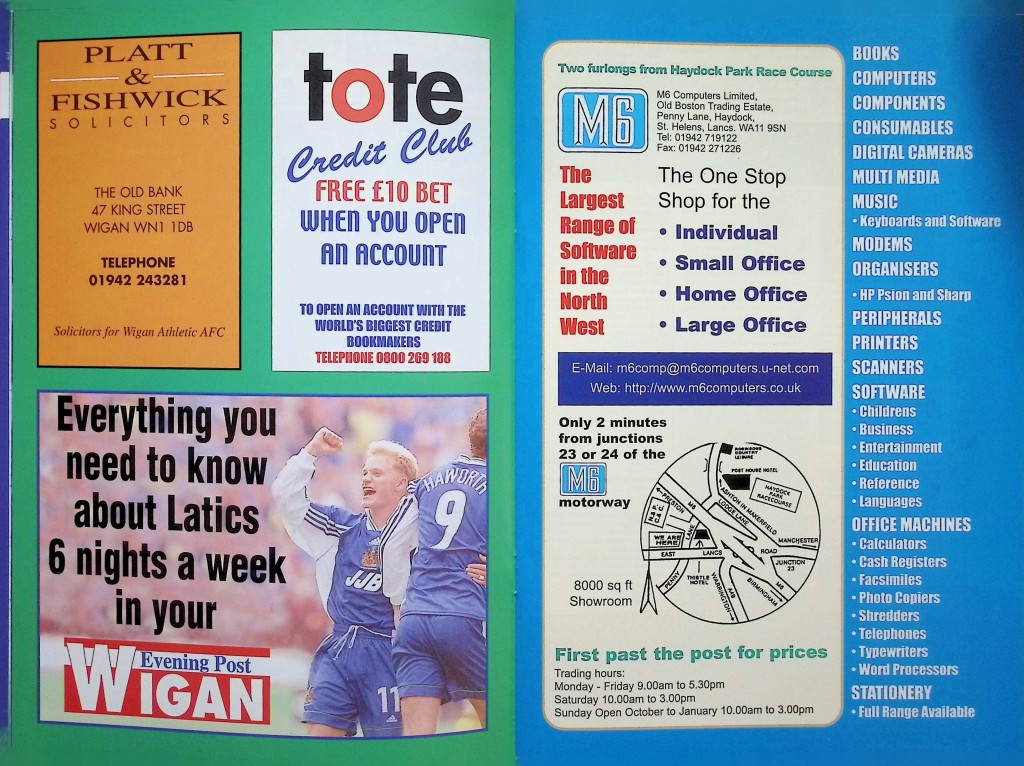 PLATT
&
FISHWICK
SOLICITORS
THE OLD BANK
47 KING STREET
WIGAN WN1 1DB
TELEPHONE
01942 243281
Solicitors for Wigan Athletic AFC
tote
Credit Club
FREE £10 BET
WHEN YOU OPEN
AN ACCOUNT
TO OPEN AN ACCOUNT WITH THE
WORLD'S BIGGEST CREDIT
BOOKMAKERS
TELEPHONE 0800 269 188
Everything you
need to know
about Latics
6 nights a week
in your
Evening Post
WIGAN
JJB
11
HAWORTH
9
Two furlongs from Haydock Park Race Course
M6
M6 Computers Limited,
Old Boston Trading Estate,
Penny Lane, Haydock,
St. Helens, Lancs. WA11 9SN
Tel: 01942 719122
Fax: 01942 271226
The
Largest
Range of
Software
in the
North
West
The One Stop
Shop for the
• Individual
• Small Office
• Home Office
• Large Office
E-Mail: m6comp@m6computers.u-net.com
Web: http://www.m6computers.co.uk
Only 2 minutes
from junctions
23 or 24 of the
M6
motorway
8000 sq ft
Showroom
COUNTRY
LEISURE
POST HOUSE HOTEL
HAYDOCK
PARK
RACECOURSE
PRESTON
M6
ASHTON IN MAKERFIELD
LODGE LANE
WE ARE
HERE
LANE
MANCHESTER
EAST
LANCS
ROAD
JUNCTION
23
PENNY
THISTLE
HOTEL
WARRINGTON
A49
BIRMINGHAM
M6
First past the post for prices
Trading hours:
Monday - Friday 9.00am to 5.30pm
Saturday 10.00am to 3.00pm
Sunday Open October to January 10.00am to 3.00pm
BOOKS
COMPUTERS
COMPONENTS
CONSUMABLES
DIGITAL CAMERAS
MULTI MEDIA
MUSIC
• Keyboards and Software
MODEMS
ORGANISERS
• HP Psion and Sharp
PERIPHERALS
PRINTERS
SCANNERS
SOFTWARE
• Childrens
• Business
• Entertainment
• Education
• Reference
• Languages
OFFICE MACHINES
• Calculators
• Cash Registers
• Facsimiles
• Photo Copiers
• Shredders
• Telephones
• Typewriters
• Word Processors
STATIONERY
• Full Range Available